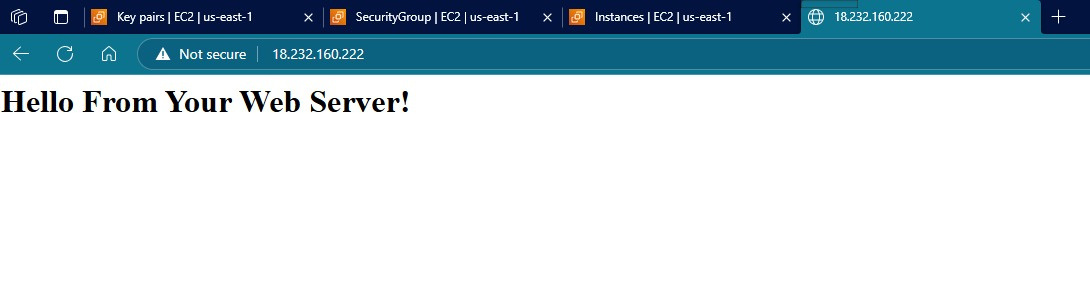 Key pairs | EC2 | us-east-1
SecurityGroup | EC2 | us-east-1
Instances | EC2 | us-east-1
18.232.160.222
Not secure
18.232.160.222
Hello From Your Web Server!